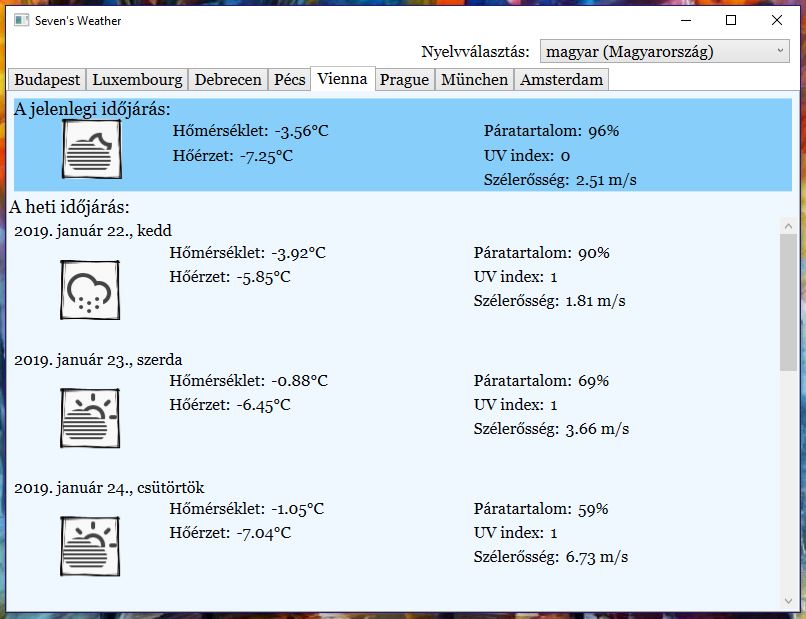 Seven's Weather
Nyelvválasztás: magyar (Magyarország)
Budapest Luxembourg Debrecen Pécs Vienna Prague München Amsterdam
A jelenlegi időjárás:
Hőmérséklet: -3.56°C Páratartalom: 96%
Hőérzet: -7.25°C UV index: 0
Szélerősség: 2.51 m/s
A heti időjárás:
2019. január 22., kedd
Hőmérséklet: -3.92°C Páratartalom: 90%
Hőérzet: -5.85°C UV index: 1
Szélerősség: 1.81 m/s
2019. január 23., szerda
Hőmérséklet: -0.88°C Páratartalom: 69%
Hőérzet: -6.45°C UV index: 1
Szélerősség: 3.66 m/s
2019. január 24., csütörtök
Hőmérséklet: -1.05°C Páratartalom: 59%
Hőérzet: -7.04°C UV index: 1
Szélerősség: 6.73 m/s